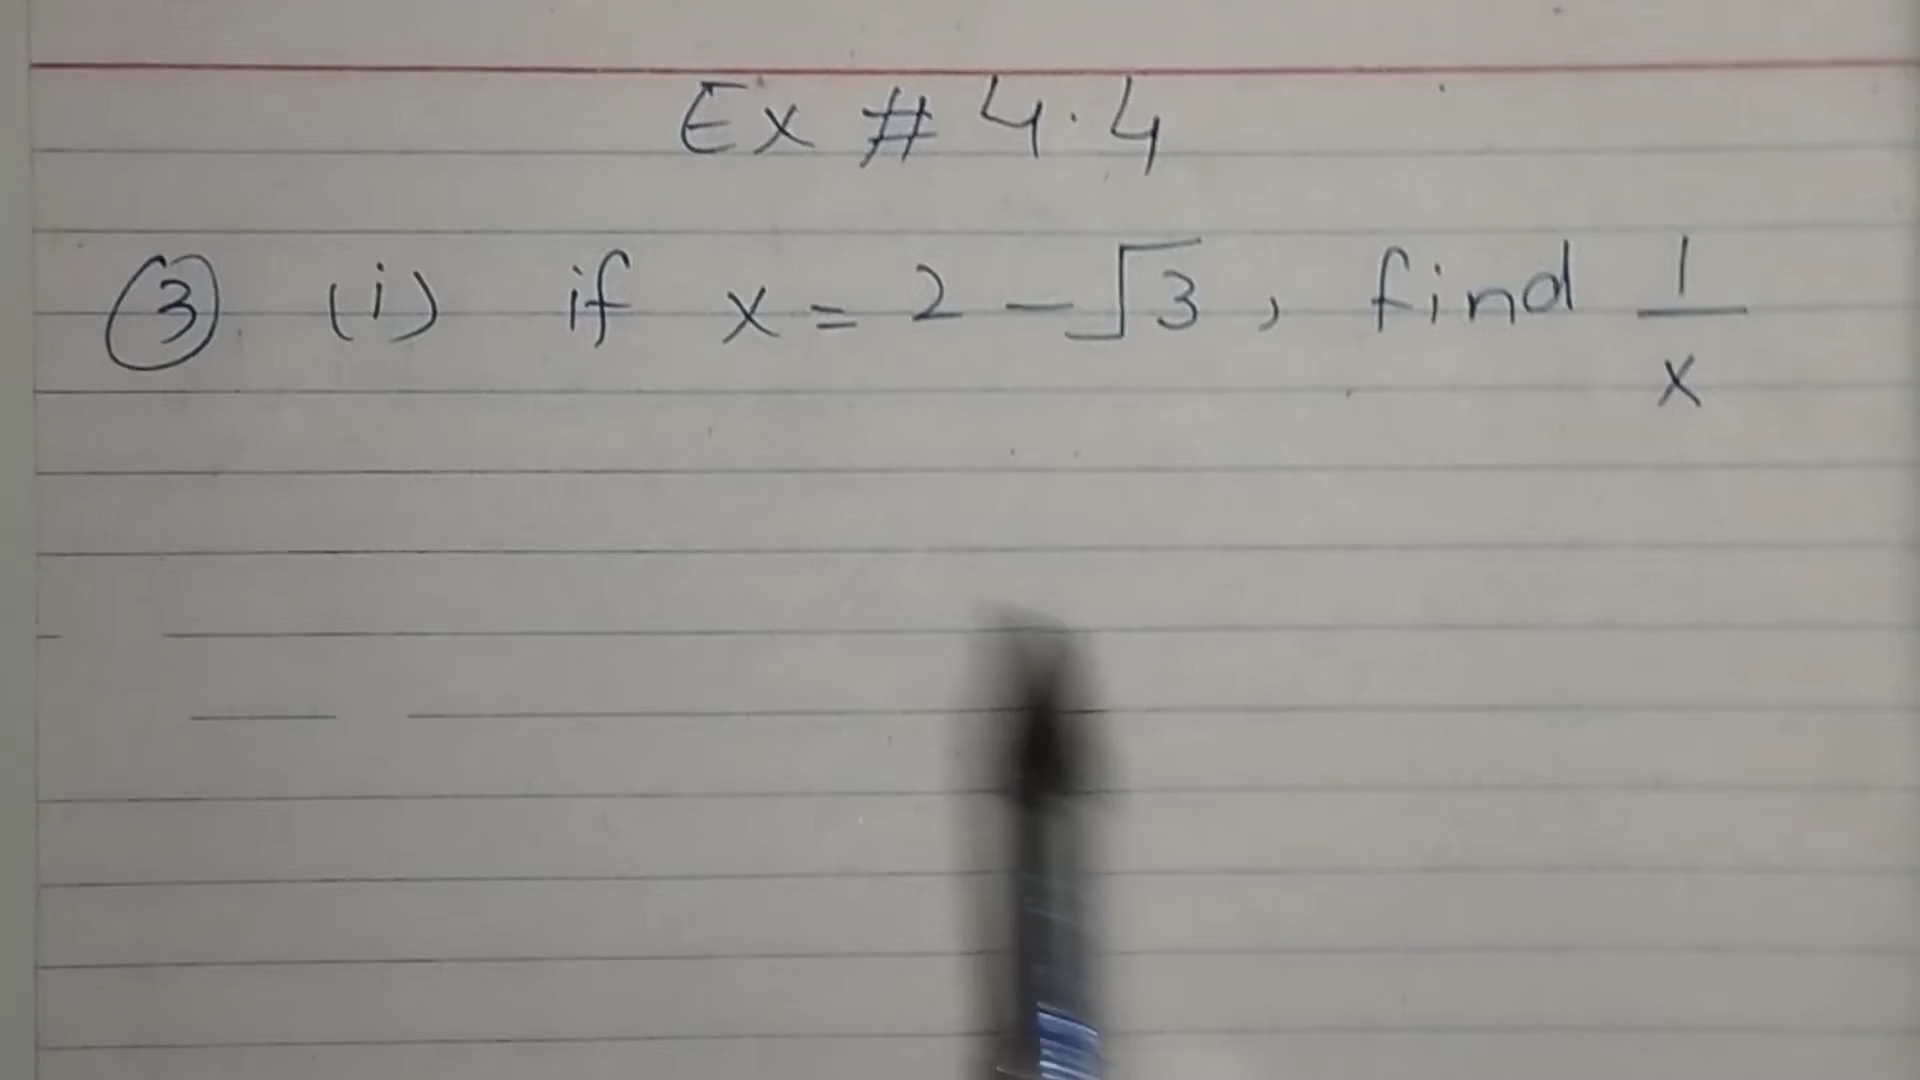 Ex # 4.4
③ (i) if x = 2 - √3, find 1/x